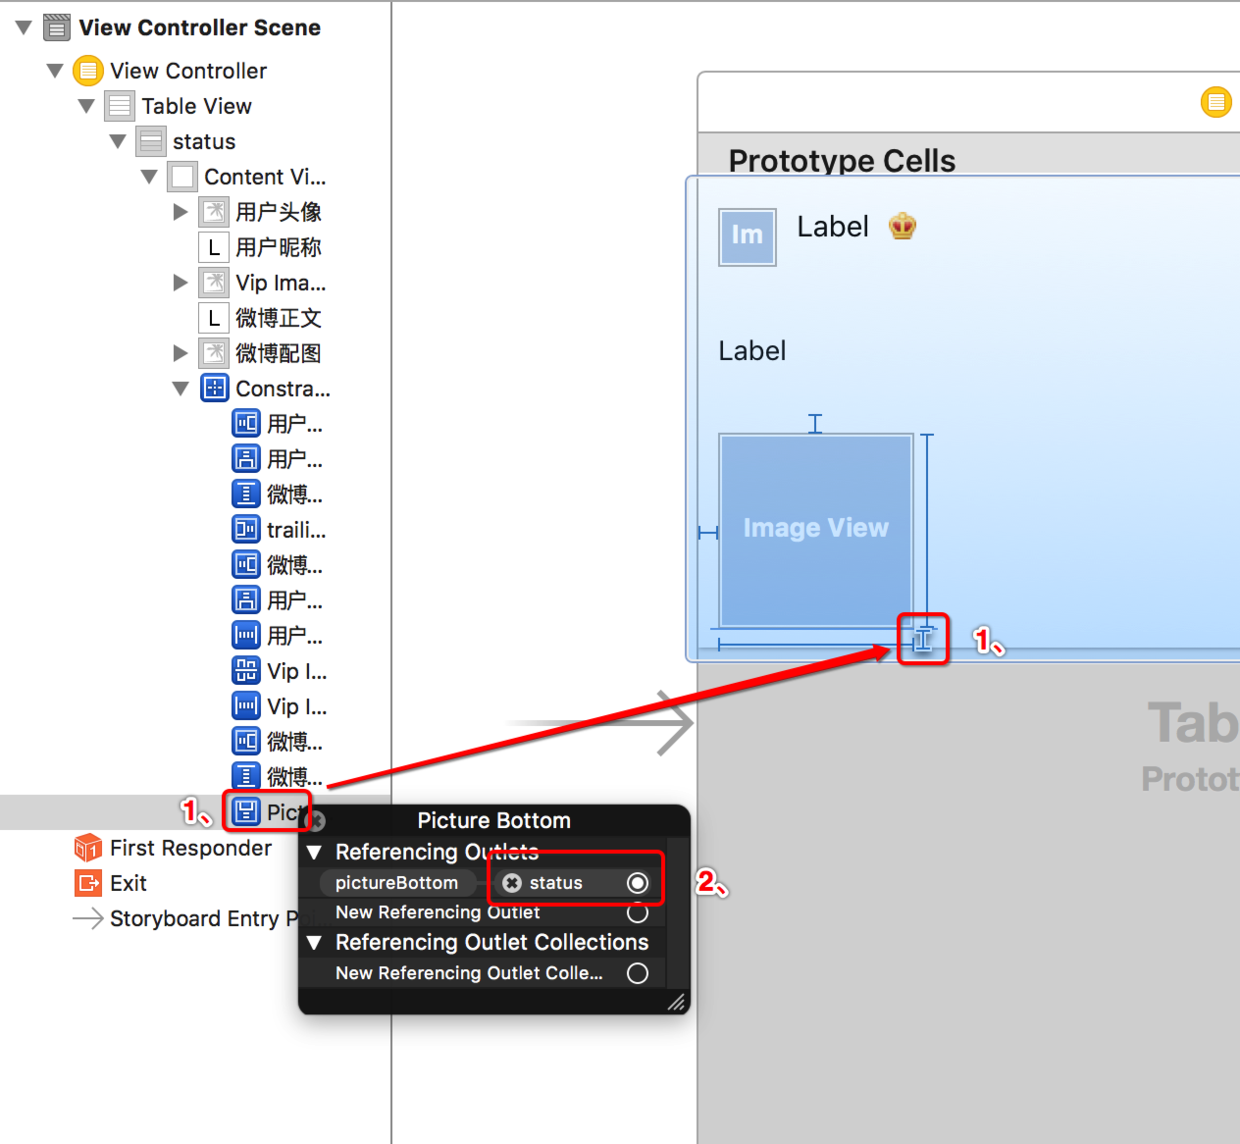 View Controller Scene
View Controller
Table View
status
Content Vi...
用户头像
L 用户昵称
Vip Ima...
L 微博正文
微博配图
Constra...
用户...
用户...
微博...
traili...
微博...
用户...
用户...
Vip I...
Vip I...
微博...
微博...
1、 Pict
First Responder
Exit
Storyboard Entry P
Prototype Cells
Im Label
Label
Image View
1、
Tab
Protot
Picture Bottom
Referencing Outlets
pictureBottom status
2、
New Referencing Outlet
Referencing Outlet Collections
New Referencing Outlet Colle...